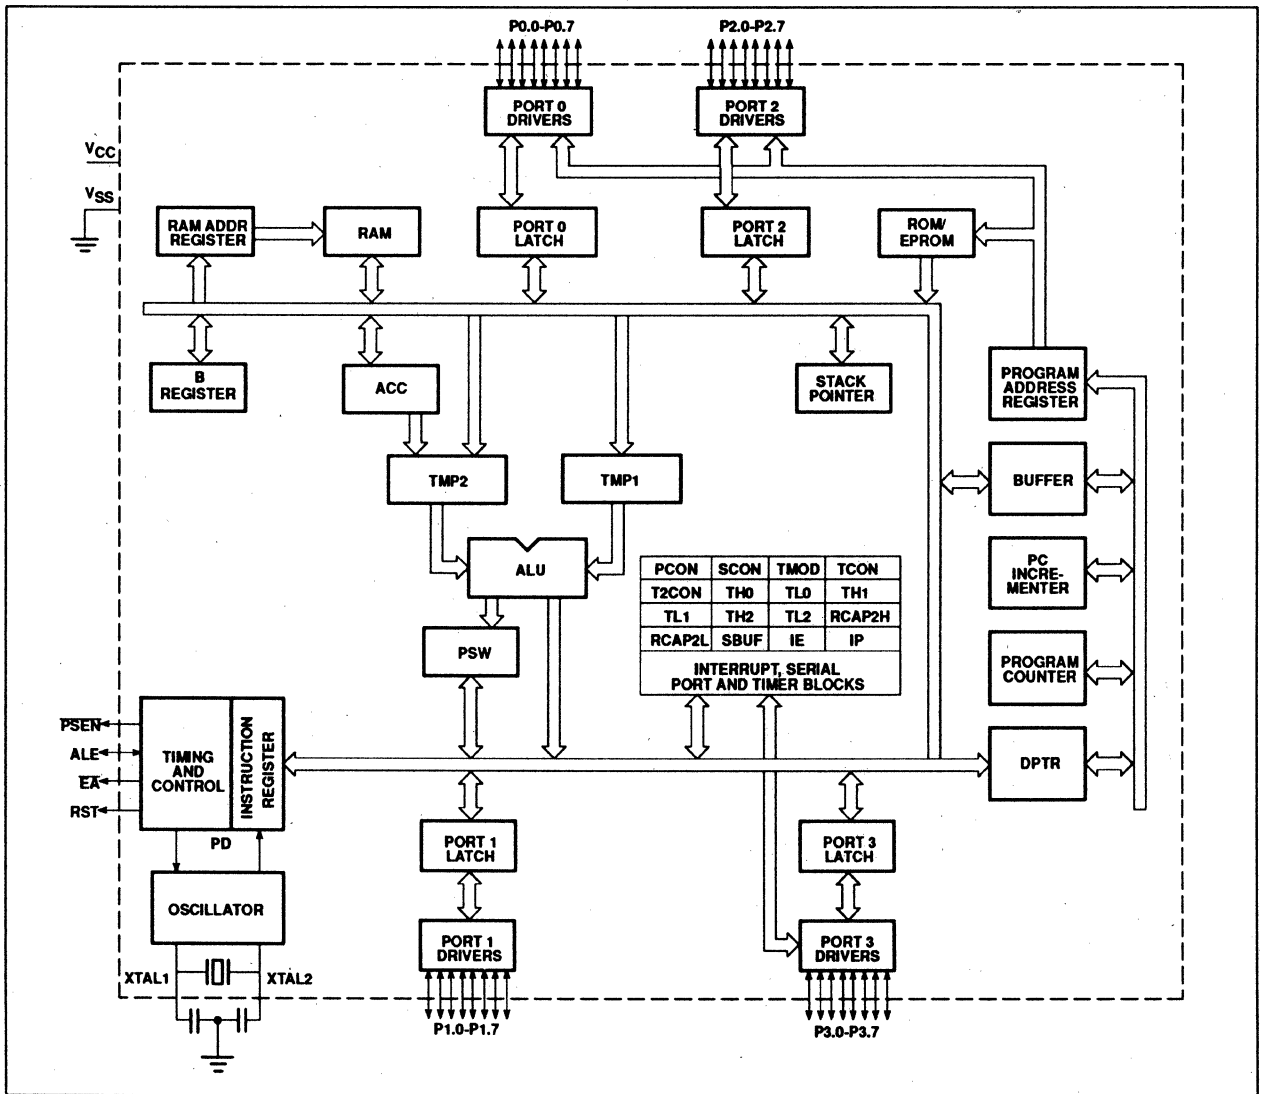 P0.0-P0.7
P2.0-P2.7
PORT 0
DRIVERS
PORT 2
DRIVERS
VCC
VSS
RAM ADDR
REGISTER
RAM
PORT 0
LATCH
PORT 2
LATCH
ROM/
EPROM
B
REGISTER
ACC
STACK
POINTER
PROGRAM
ADDRESS
REGISTER
TMP2
TMP1
BUFFER
ALU
PCON SCON TMOD TCON
T2CON TH0 TL0 TH1
TL1 TH2 TL2 RCAP2H
RCAP2L SBUF IE IP
INTERRUPT, SERIAL
PORT AND TIMER BLOCKS
PC
INCRE-
MENTER
PSW
PROGRAM
COUNTER
PSEN
ALE
EA
RST
TIMING
AND
CONTROL
INSTRUCTION
REGISTER
DPTR
PD
PORT 1
LATCH
PORT 3
LATCH
OSCILLATOR
PORT 1
DRIVERS
PORT 3
DRIVERS
XTAL1
XTAL2
P1.0-P1.7
P3.0-P3.7